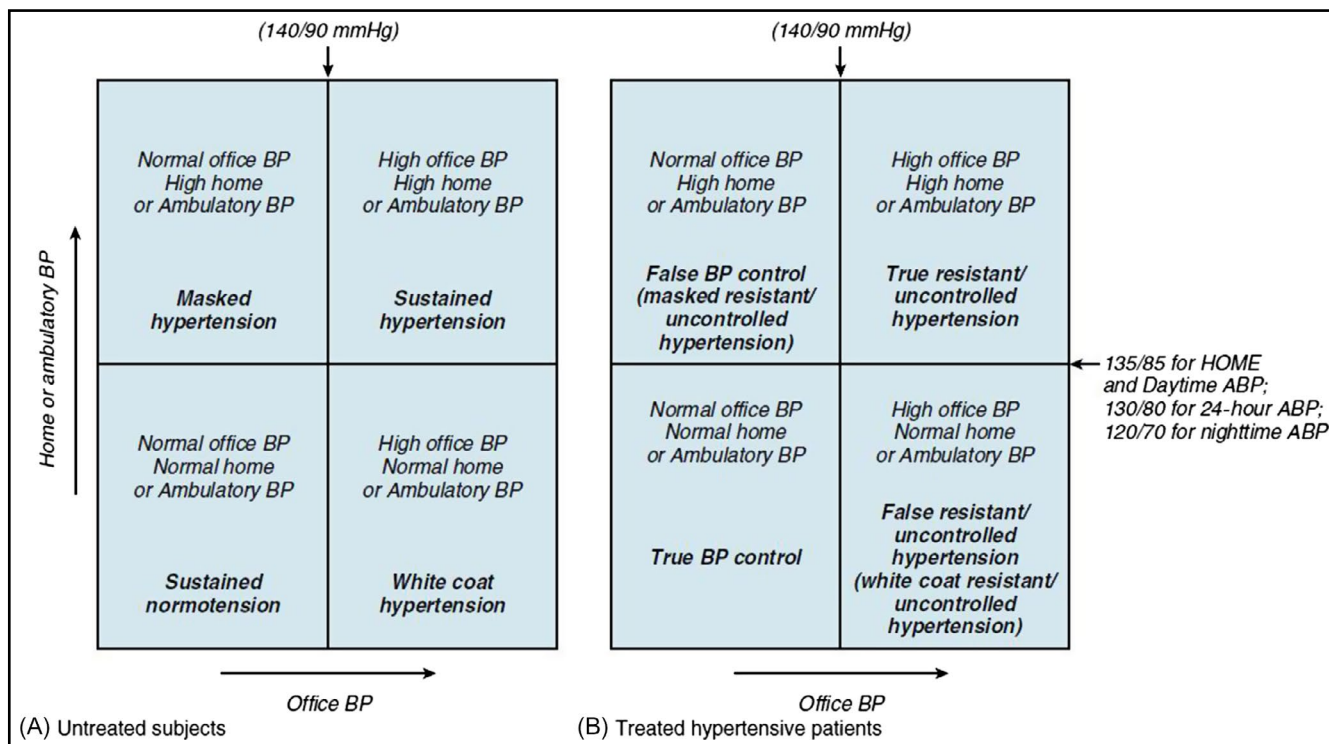 (140/90 mmHg)
Normal office BP
High home
or Ambulatory BP
Masked
hypertension
High office BP
High home
or Ambulatory BP
Sustained
hypertension
Normal office BP
Normal home
or Ambulatory BP
Sustained
normotension
High office BP
Normal home
or Ambulatory BP
White coat
hypertension
Home or ambulatory BP
Office BP
(A) Untreated subjects
(140/90 mmHg)
Normal office BP
High home
or Ambulatory BP
False BP control
(masked resistant/
uncontrolled
hypertension)
High office BP
High home
or Ambulatory BP
True resistant/
uncontrolled
hypertension
Normal office BP
Normal home
or Ambulatory BP
True BP control
High office BP
Normal home
or Ambulatory BP
False resistant/
uncontrolled
hypertension
(white coat resistant/
uncontrolled
hypertension)
135/85 for HOME
and Daytime ABP;
130/80 for 24-hour ABP;
120/70 for nighttime ABP
Office BP
(B) Treated hypertensive patients